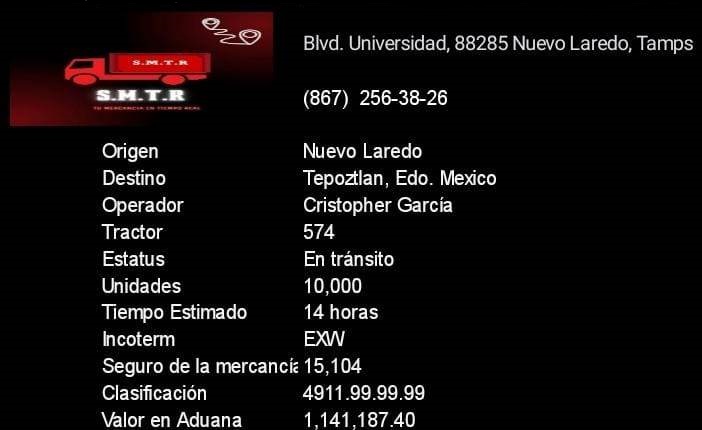 S.M.T.R
S.M.T.R
TU MERCANCIA EN TIEMPO REAL
Blvd. Universidad, 88285 Nuevo Laredo, Tamps
(867) 256-38-26
Origen Nuevo Laredo
Destino Tepoztlan, Edo. Mexico
Operador Cristopher García
Tractor 574
Estatus En tránsito
Unidades 10,000
Tiempo Estimado 14 horas
Incoterm EXW
Seguro de la mercancía 15,104
Clasificación 4911.99.99.99
Valor en Aduana 1,141,187.40